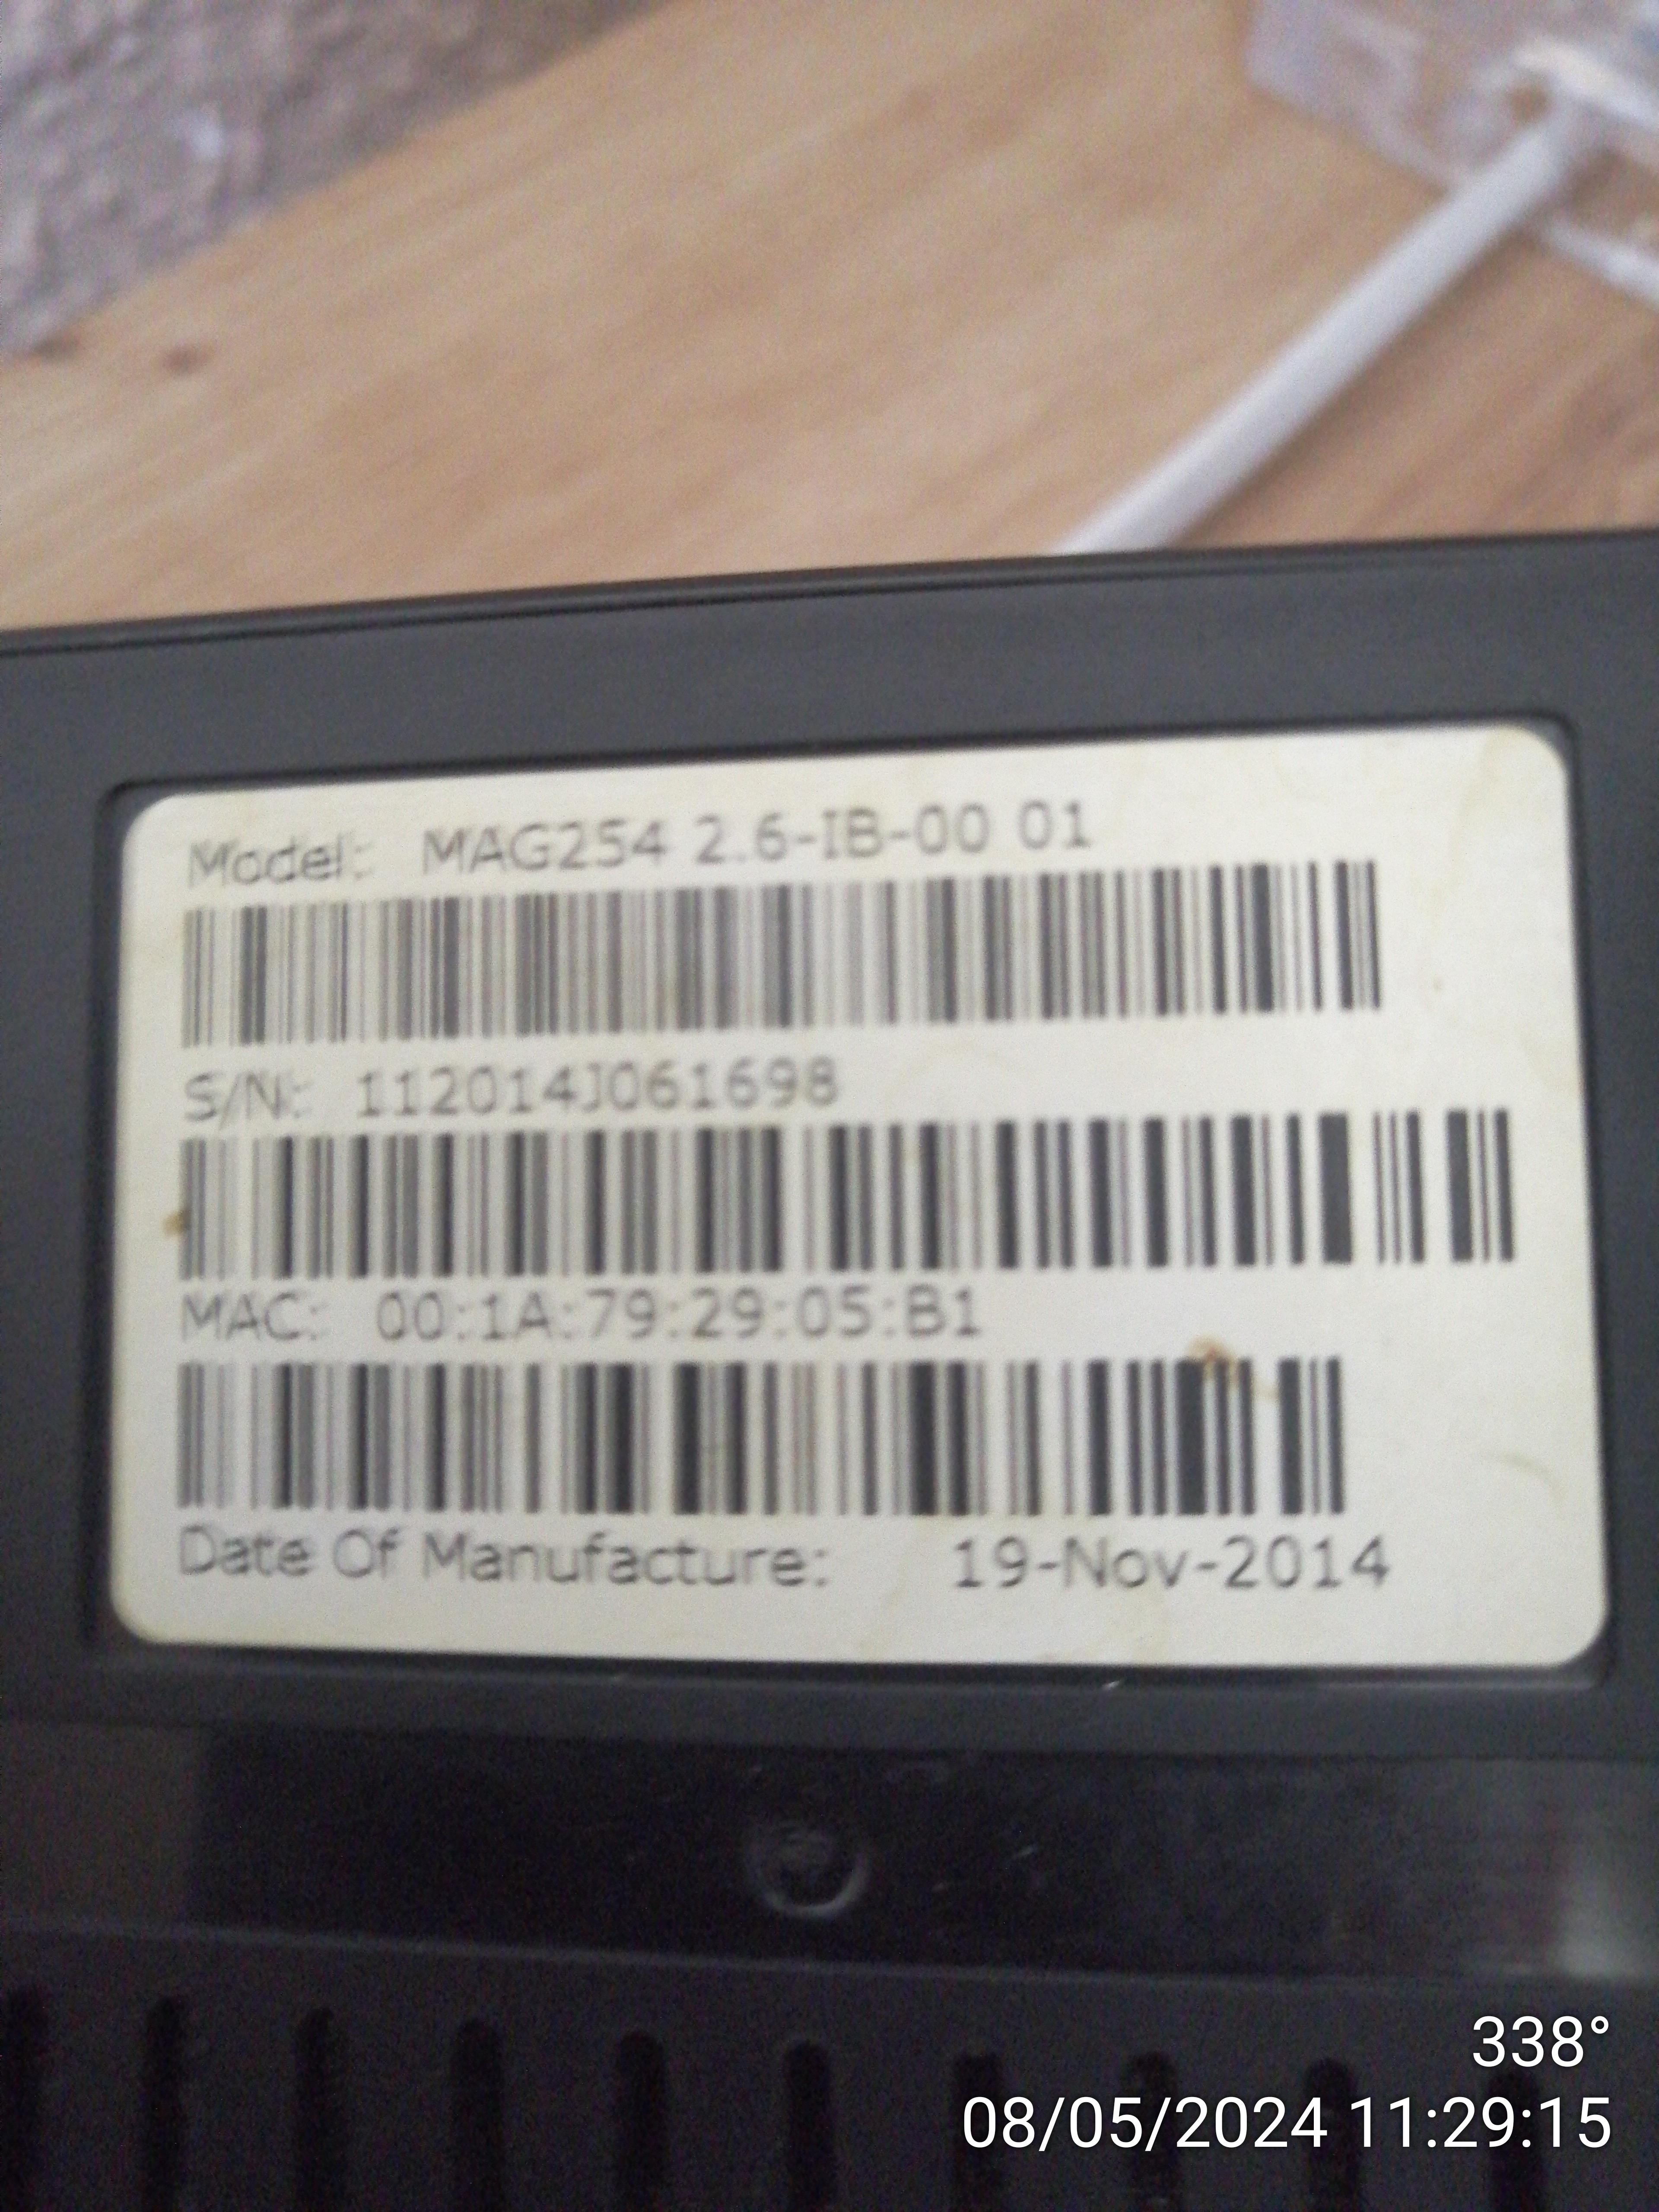 Model: MAG254 2.6-IB-00 01
S/N: 112014J061698
MAC: 00:1A:79:29:05:B1
Date Of Manufacture: 19-Nov-2014
338°
08/05/2024 11:29:15